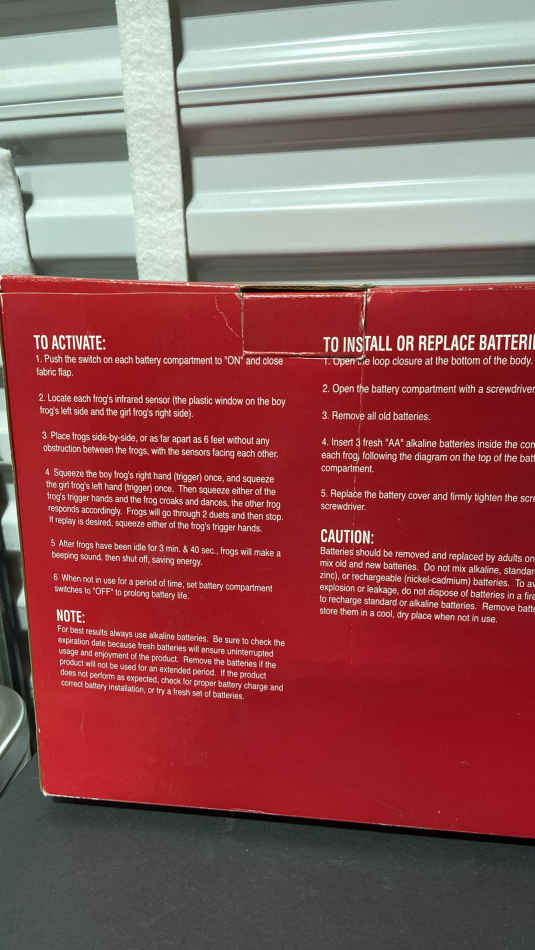 TO ACTIVATE:
1. Push the switch on each battery compartment to "ON" and close
fabric flap.
2. Locate each frog's infrared sensor (the plastic window on the boy
frog's left side and the girl frog's right side).
3. Place frogs side-by-side, or as far apart as 6 feet without any
obstruction between the frogs, with the sensors facing each other.
4 Squeeze the boy frog's right hand (trigger) once, and squeeze
the girl frog's left hand (trigger) once. Then squeeze either of the
frog's trigger hands and the frog croaks and dances, the other frog
responds accordingly. Frogs will go through 2 duets and then stop.
If replay is desired, squeeze either of the frog's trigger hands.
5 After frogs have been idle for 3 min. & 40 sec., frogs will make a
beeping sound, then shut off, saving energy.
6 When not in use for a period of time, set battery compartment
switches to "OFF" to prolong battery life.
NOTE:
For best results always use alkaline batteries. Be sure to check the
expiration date because fresh batteries will ensure uninterrupted
usage and enjoyment of the product. Remove the batteries if the
product will not be used for an extended period. If the product
does not perform as expected, check for proper battery charge and
correct battery installation, or try a fresh set of batteries.
TO INSTALL OR REPLACE BATTERI
1. Open the loop closure at the bottom of the body.
2. Open the battery compartment with a screwdriver
3. Remove all old batteries.
4. Insert 3 fresh "AA" alkaline batteries inside the com
each frog, following the diagram on the top of the batt
compartment.
5. Replace the battery cover and firmly tighten the scre
screwdriver.
CAUTION:
Batteries should be removed and replaced by adults on
mix old and new batteries. Do not mix alkaline, standar
zinc), or rechargeable (nickel-cadmium) batteries. To av
explosion or leakage, do not dispose of batteries in a fire
to recharge standard or alkaline batteries. Remove batte
store them in a cool, dry place when not in use.